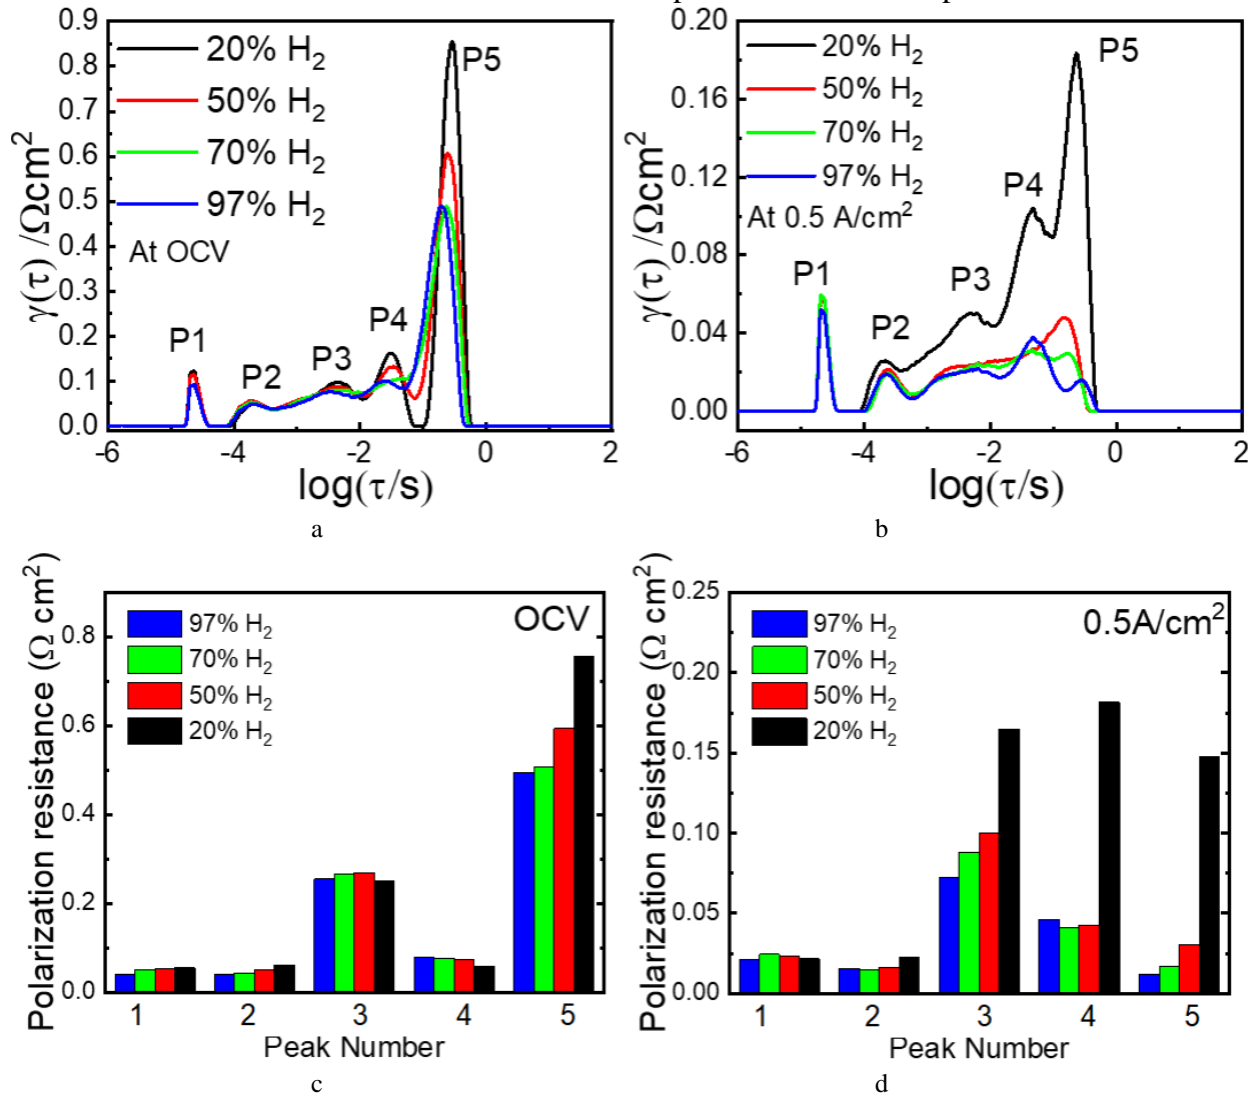 0.9
0.8
0.7
0.6
0.5
0.4
0.3
0.2
0.1
0.0
γ(τ) /Ωcm²
20% H₂
50% H₂
70% H₂
97% H₂
At OCV
P1
P2
P3
P4
P5
-6
-4
-2
0
2
log(τ/s)
a
0.20
0.16
0.12
0.08
0.04
0.00
γ(τ) /Ωcm²
20% H₂
50% H₂
70% H₂
97% H₂
At 0.5 A/cm²
P1
P2
P3
P4
P5
-6
-4
-2
0
2
log(τ/s)
b
0.8
0.6
0.4
0.2
0.0
Polarization resistance (Ω cm²)
97% H₂
70% H₂
50% H₂
20% H₂
OCV
1
2
3
4
5
Peak Number
c
0.25
0.20
0.15
0.10
0.05
0.00
Polarization resistance (Ω cm²)
97% H₂
70% H₂
50% H₂
20% H₂
0.5A/cm²
1
2
3
4
5
Peak Number
d